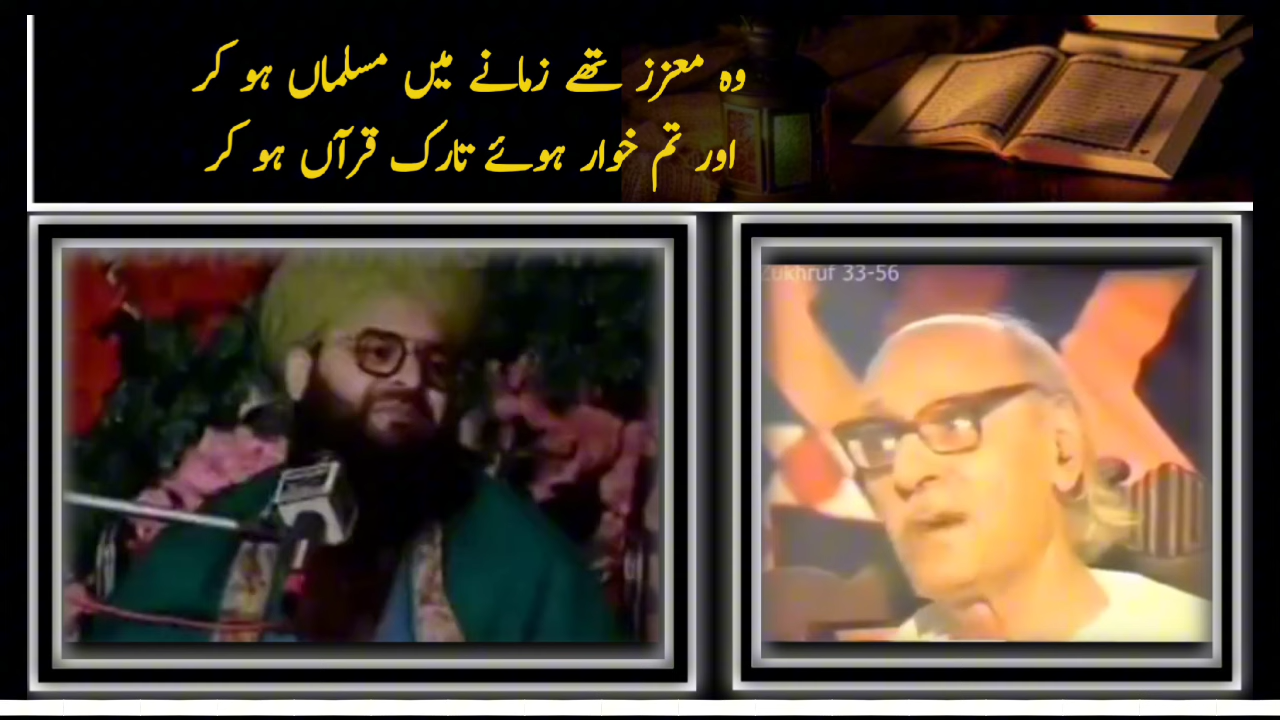 وہ معزز تھے زمانے میں مسلماں ہو کر
اور تم خوار ہوئے تارک قرآں ہو کر
Zukhruf 33-56